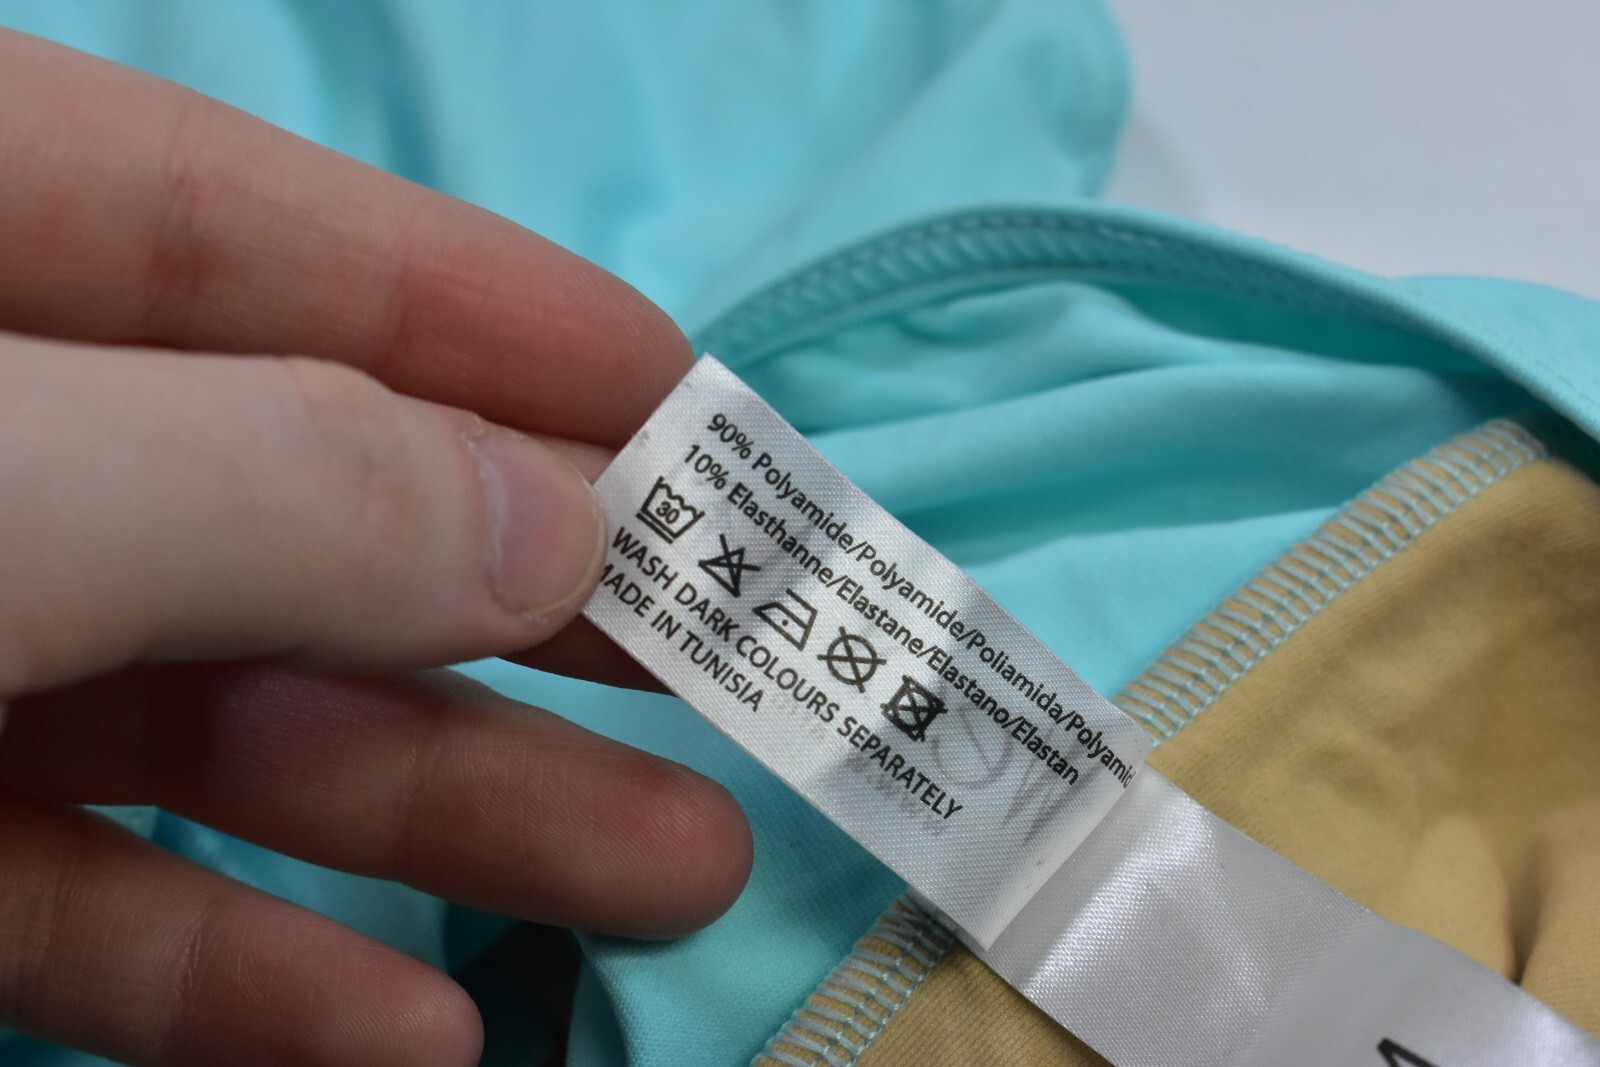 90% Polyamide/Polyamide/Poliamida/Polyamid
10% Elasthanne/Elastane/Elastano/Elastan
30
WASH DARK COLOURS SEPARATELY
MADE IN TUNISIA